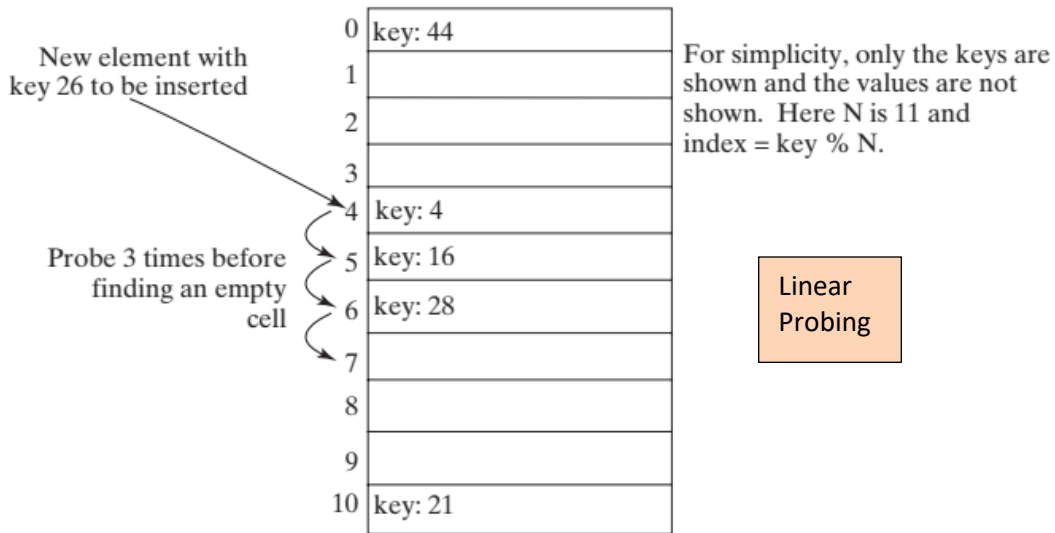 0 key: 44
New element with
key 26 to be inserted
For simplicity, only the keys are
shown and the values are not
shown. Here N is 11 and
index = key % N.
1
2
3
4 key: 4
Probe 3 times before
finding an empty
cell
5 key: 16
6 key: 28
Linear
Probing
7
8
9
10 key: 21